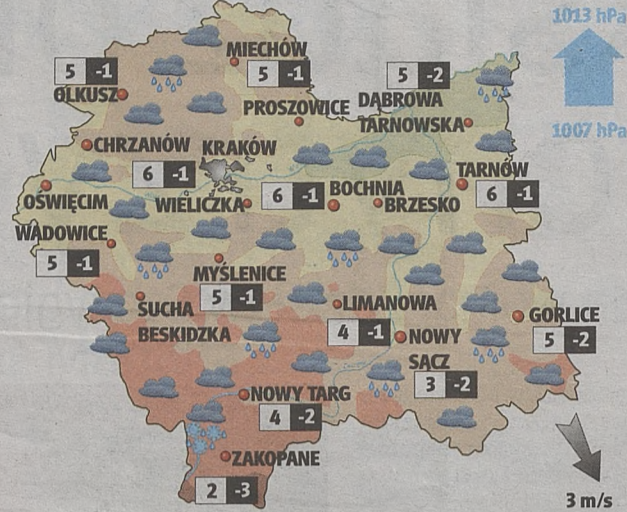 1013 hPa
1007 hPa
MIECHÓW
5 -1
OLKUSZ
5 -1
5 -2
DĄBROWA
TARNOWSKA
PROSZOWICE
CHRZANÓW
KRAKÓW
6 -1
TARNÓW
6 -1
OŚWIĘCIM
WIELICZKA
6 -1
BOCHNIA
BRZESKO
WADOWICE
5 -1
MYŚLENICE
5 -1
SUCHA
BESKIDZKA
LIMANOWA
4 -1
NOWY
SĄCZ
3 -2
GORLICE
5 -2
NOWY TARG
4 -2
ZAKOPANE
2 -3
3 m/s